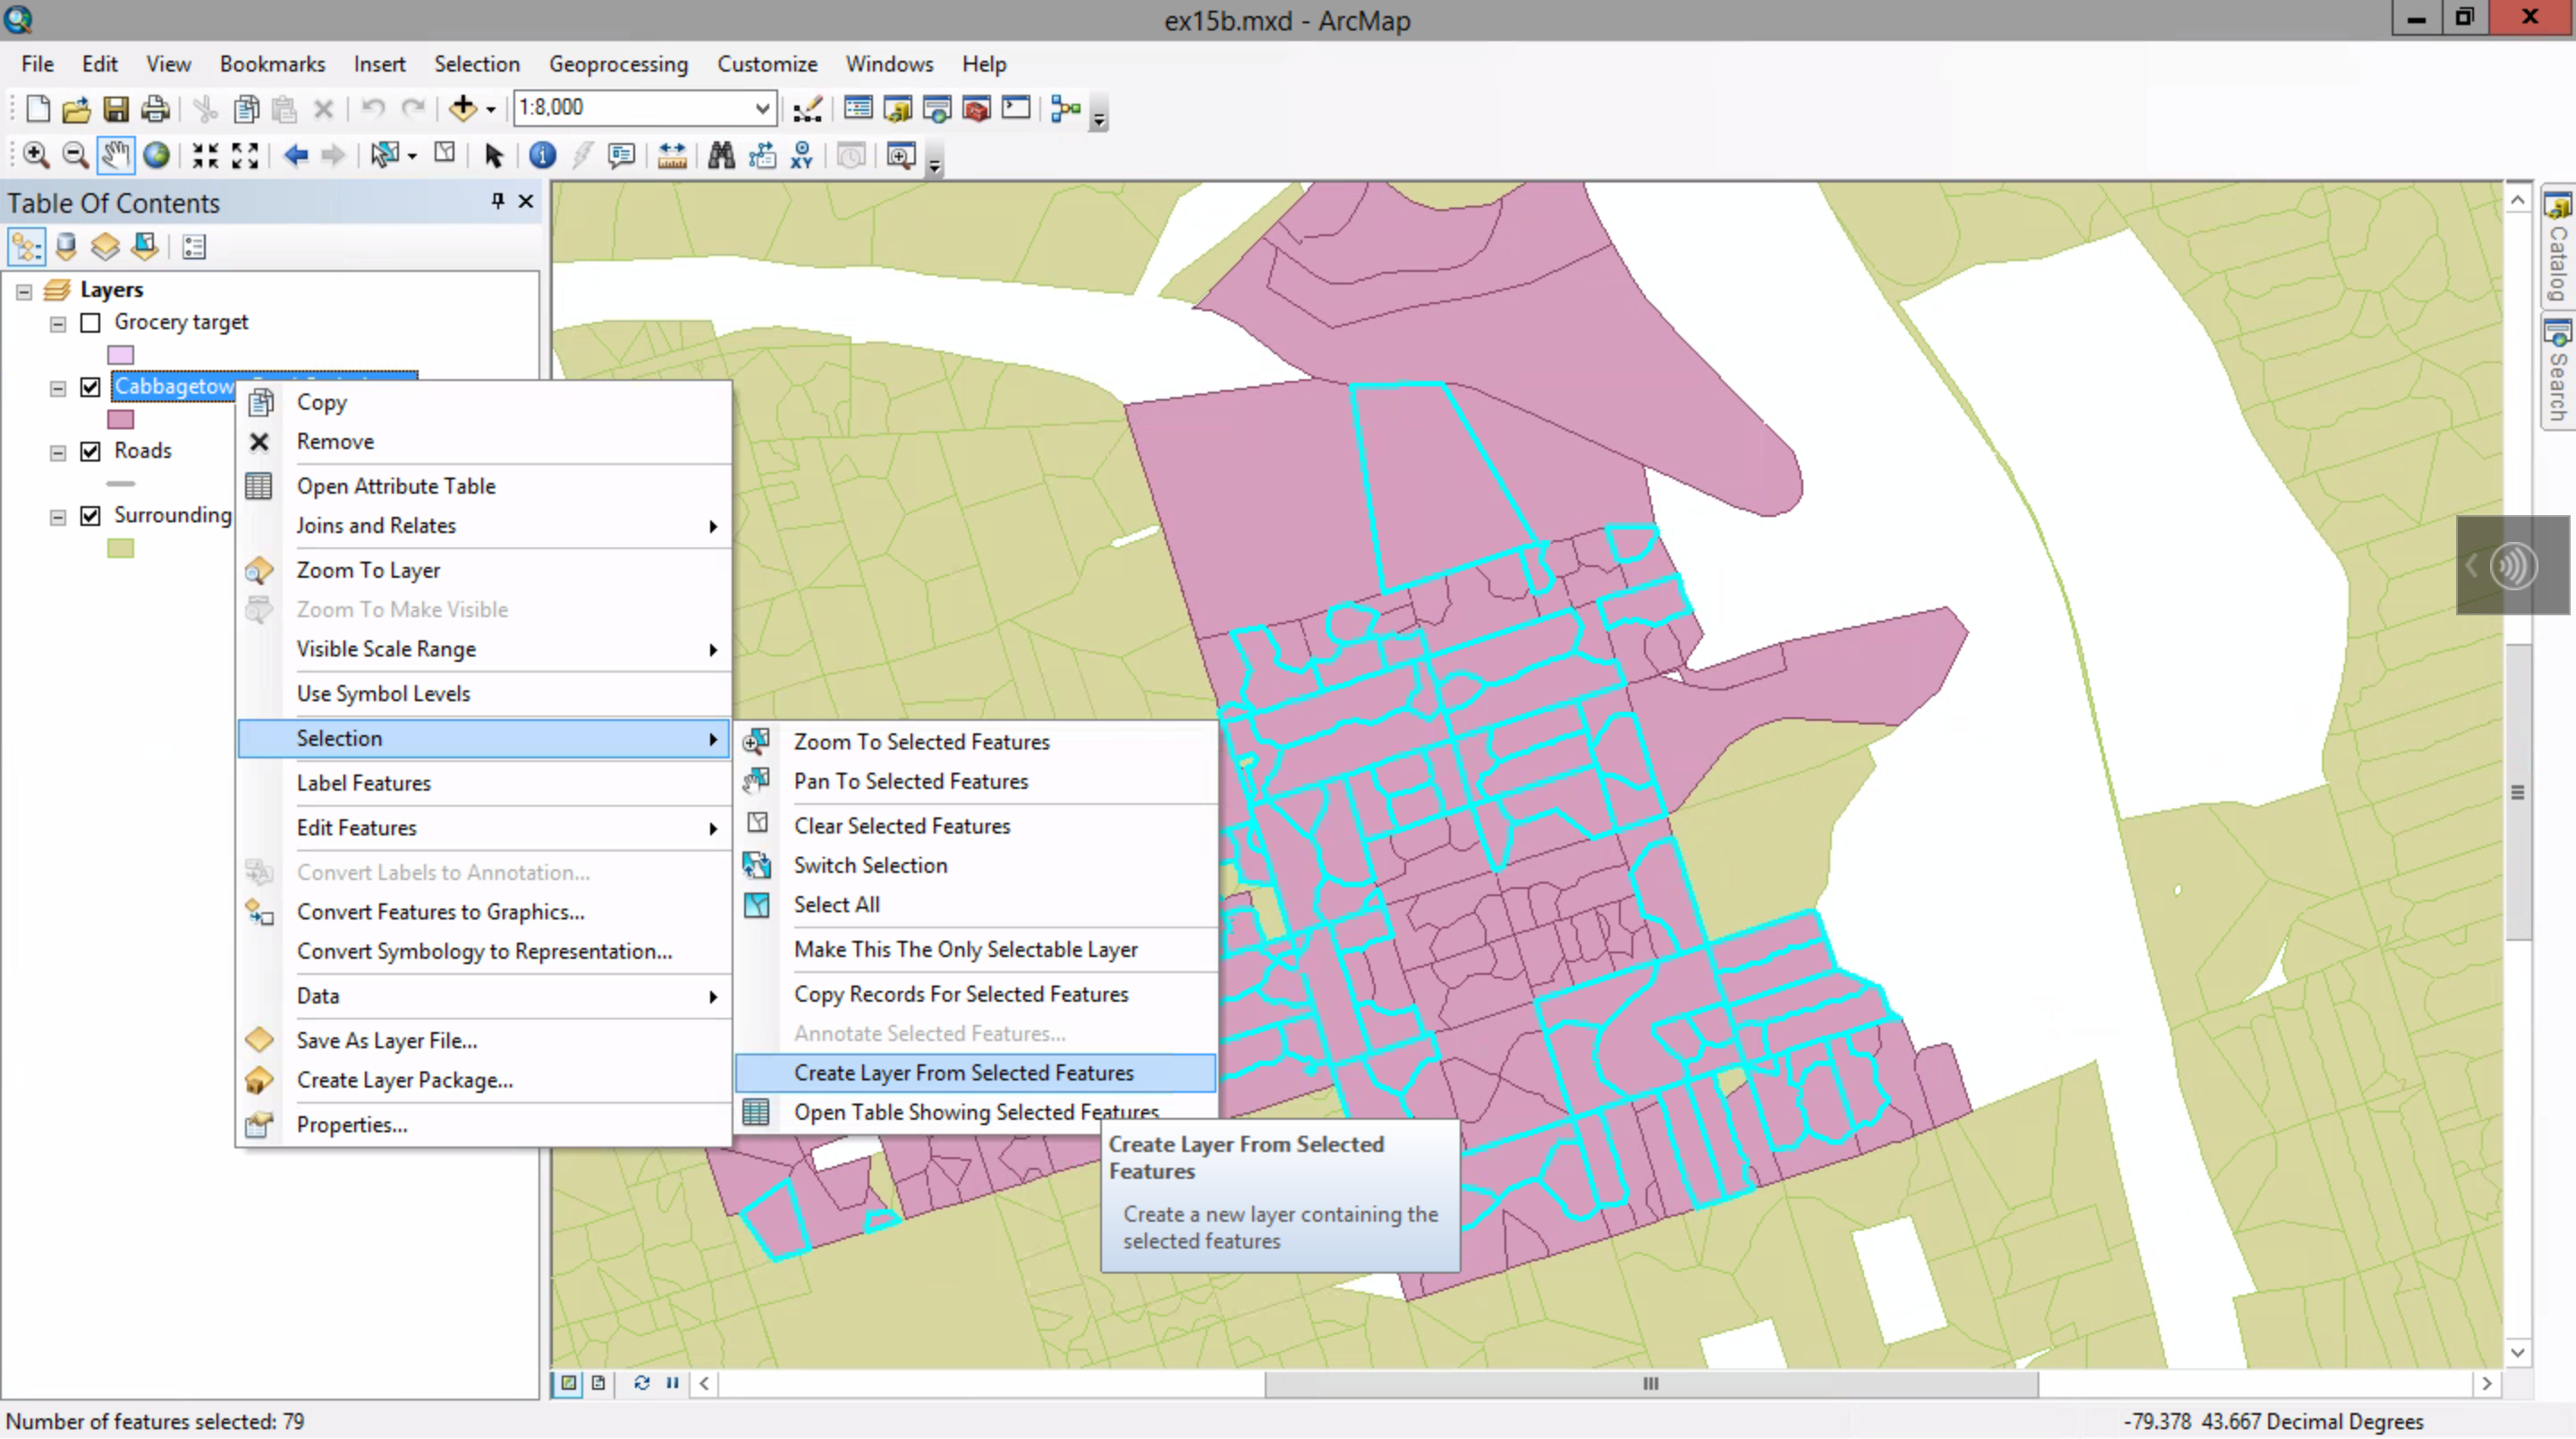 ex15b.mxd - ArcMap
File Edit View Bookmarks Insert Selection Geoprocessing Customize Windows Help
1:8,000
Table Of Contents
Layers
Grocery target
Cabbagetow
Roads
Surrounding
Copy
Remove
Open Attribute Table
Joins and Relates
Zoom To Layer
Zoom To Make Visible
Visible Scale Range
Use Symbol Levels
Selection
Label Features
Edit Features
Convert Labels to Annotation...
Convert Features to Graphics...
Convert Symbology to Representation...
Data
Save As Layer File...
Create Layer Package...
Properties...
Zoom To Selected Features
Pan To Selected Features
Clear Selected Features
Switch Selection
Select All
Make This The Only Selectable Layer
Copy Records For Selected Features
Annotate Selected Features...
Create Layer From Selected Features
Open Table Showing Selected Features
Create Layer From Selected
Features
Create a new layer containing the
selected features
Catalog
Search
Number of features selected: 79
-79.378 43.667 Decimal Degrees